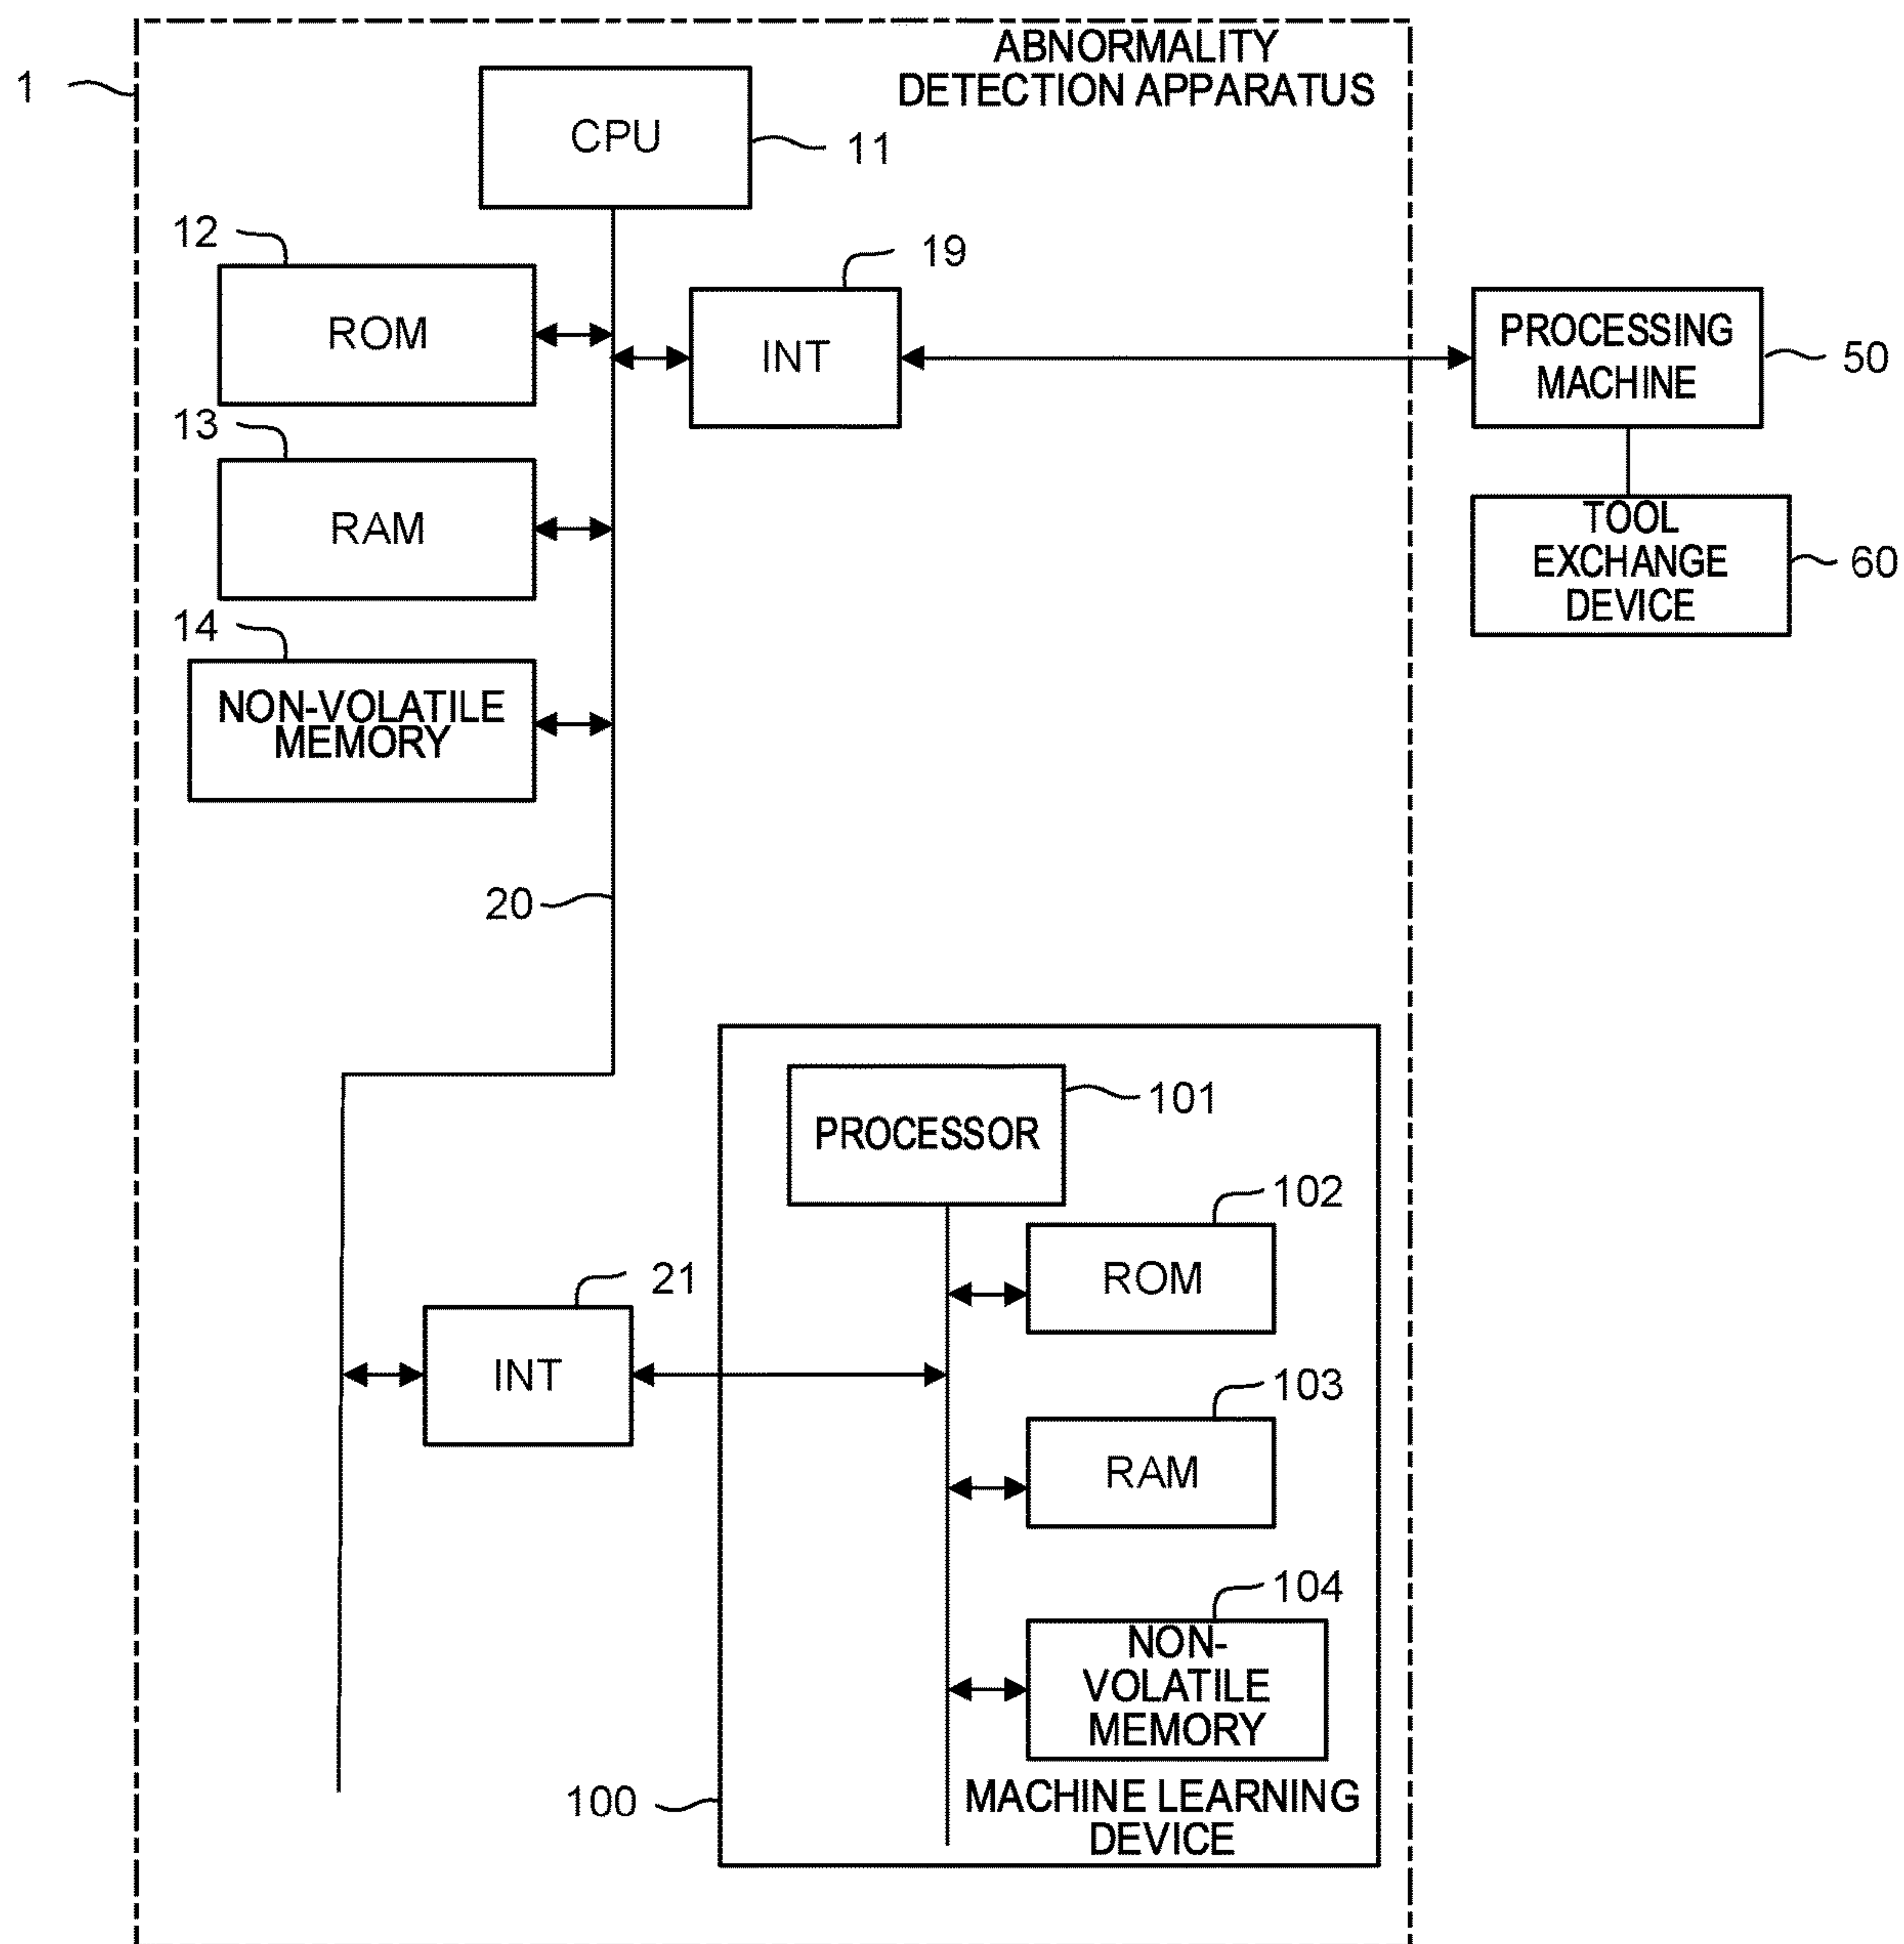 ABNORMALITY
DETECTION APPARATUS
1
CPU
11
12
ROM
19
INT
PROCESSING
MACHINE
50
13
RAM
TOOL
EXCHANGE
DEVICE
60
14
NON-VOLATILE
MEMORY
20
PROCESSOR
101
102
ROM
21
INT
103
RAM
104
NON-
VOLATILE
MEMORY
100
MACHINE LEARNING
DEVICE